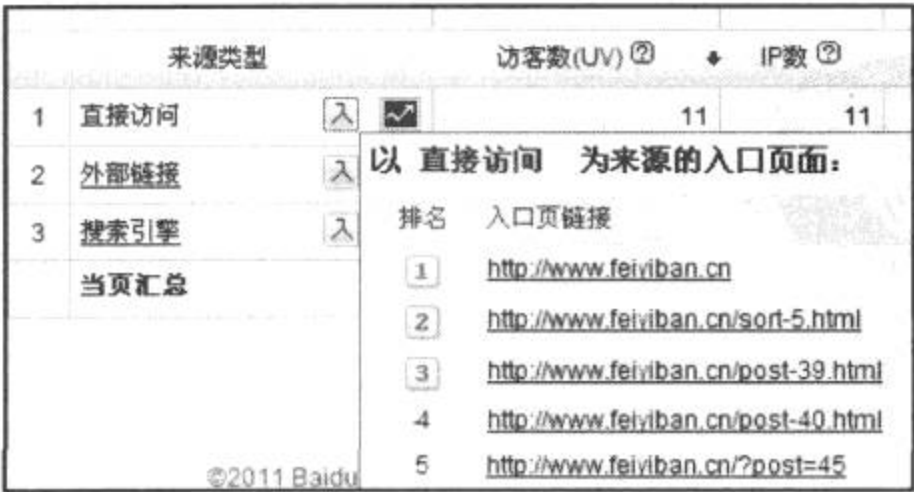 来源类型 访客数(UV) ? IP数 ?
1 直接访问 入 11 11
2 外部链接 入
3 搜索引擎 入
当页汇总
©2011 Baidu
以 直接访问 为来源的入口页面：
排名 入口页链接
1 http://www.feiyiban.cn
2 http://www.feiyiban.cn/sort-5.html
3 http://www.feiyiban.cn/post-39.html
4 http://www.feiyiban.cn/post-40.html
5 http://www.feiyiban.cn/?post=45